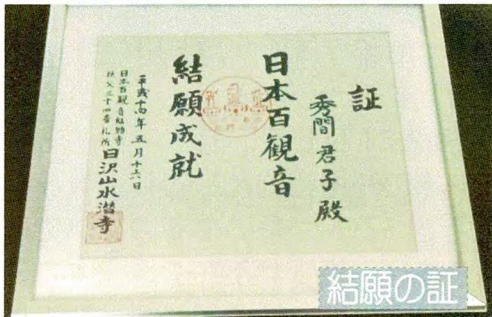 証
秀間君子殿
日本百観音
結願成就
平成十年五月十六日
日本百観音結願寺
秩父三十四番札所
日沢山水潜寺
結願の証